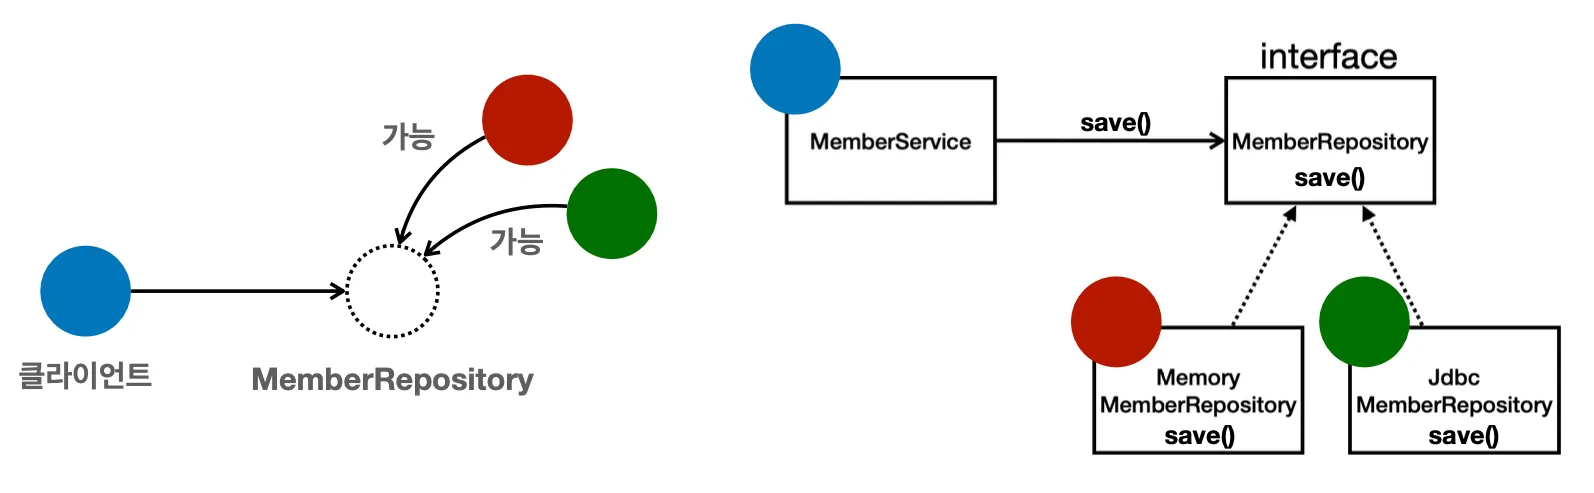 가능
가능
클라이언트
MemberRepository
interface
MemberService
save()
MemberRepository
save()
Memory
MemberRepository
save()
Jdbc
MemberRepository
save()